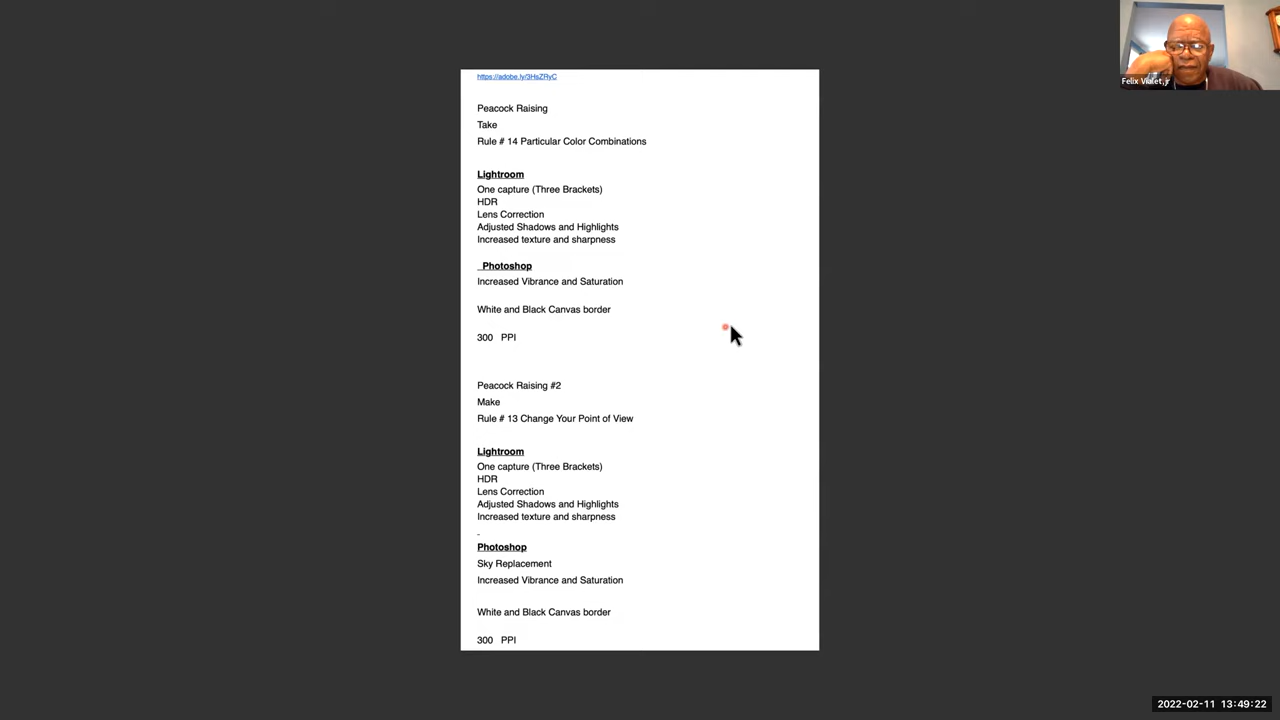 https://adobe.ly/3HsZRyC
Peacock Raising
Take
Rule # 14 Particular Color Combinations
Lightroom
One capture (Three Brackets)
HDR
Lens Correction
Adjusted Shadows and Highlights
Increased texture and sharpness
Photoshop
Increased Vibrance and Saturation
White and Black Canvas border
300 PPI
Peacock Raising #2
Make
Rule # 13 Change Your Point of View
Lightroom
One capture (Three Brackets)
HDR
Lens Correction
Adjusted Shadows and Highlights
Increased texture and sharpness
-
Photoshop
Sky Replacement
Increased Vibrance and Saturation
White and Black Canvas border
300 PPI
Felix Vialet,jr
2022-02-11 13:49:22